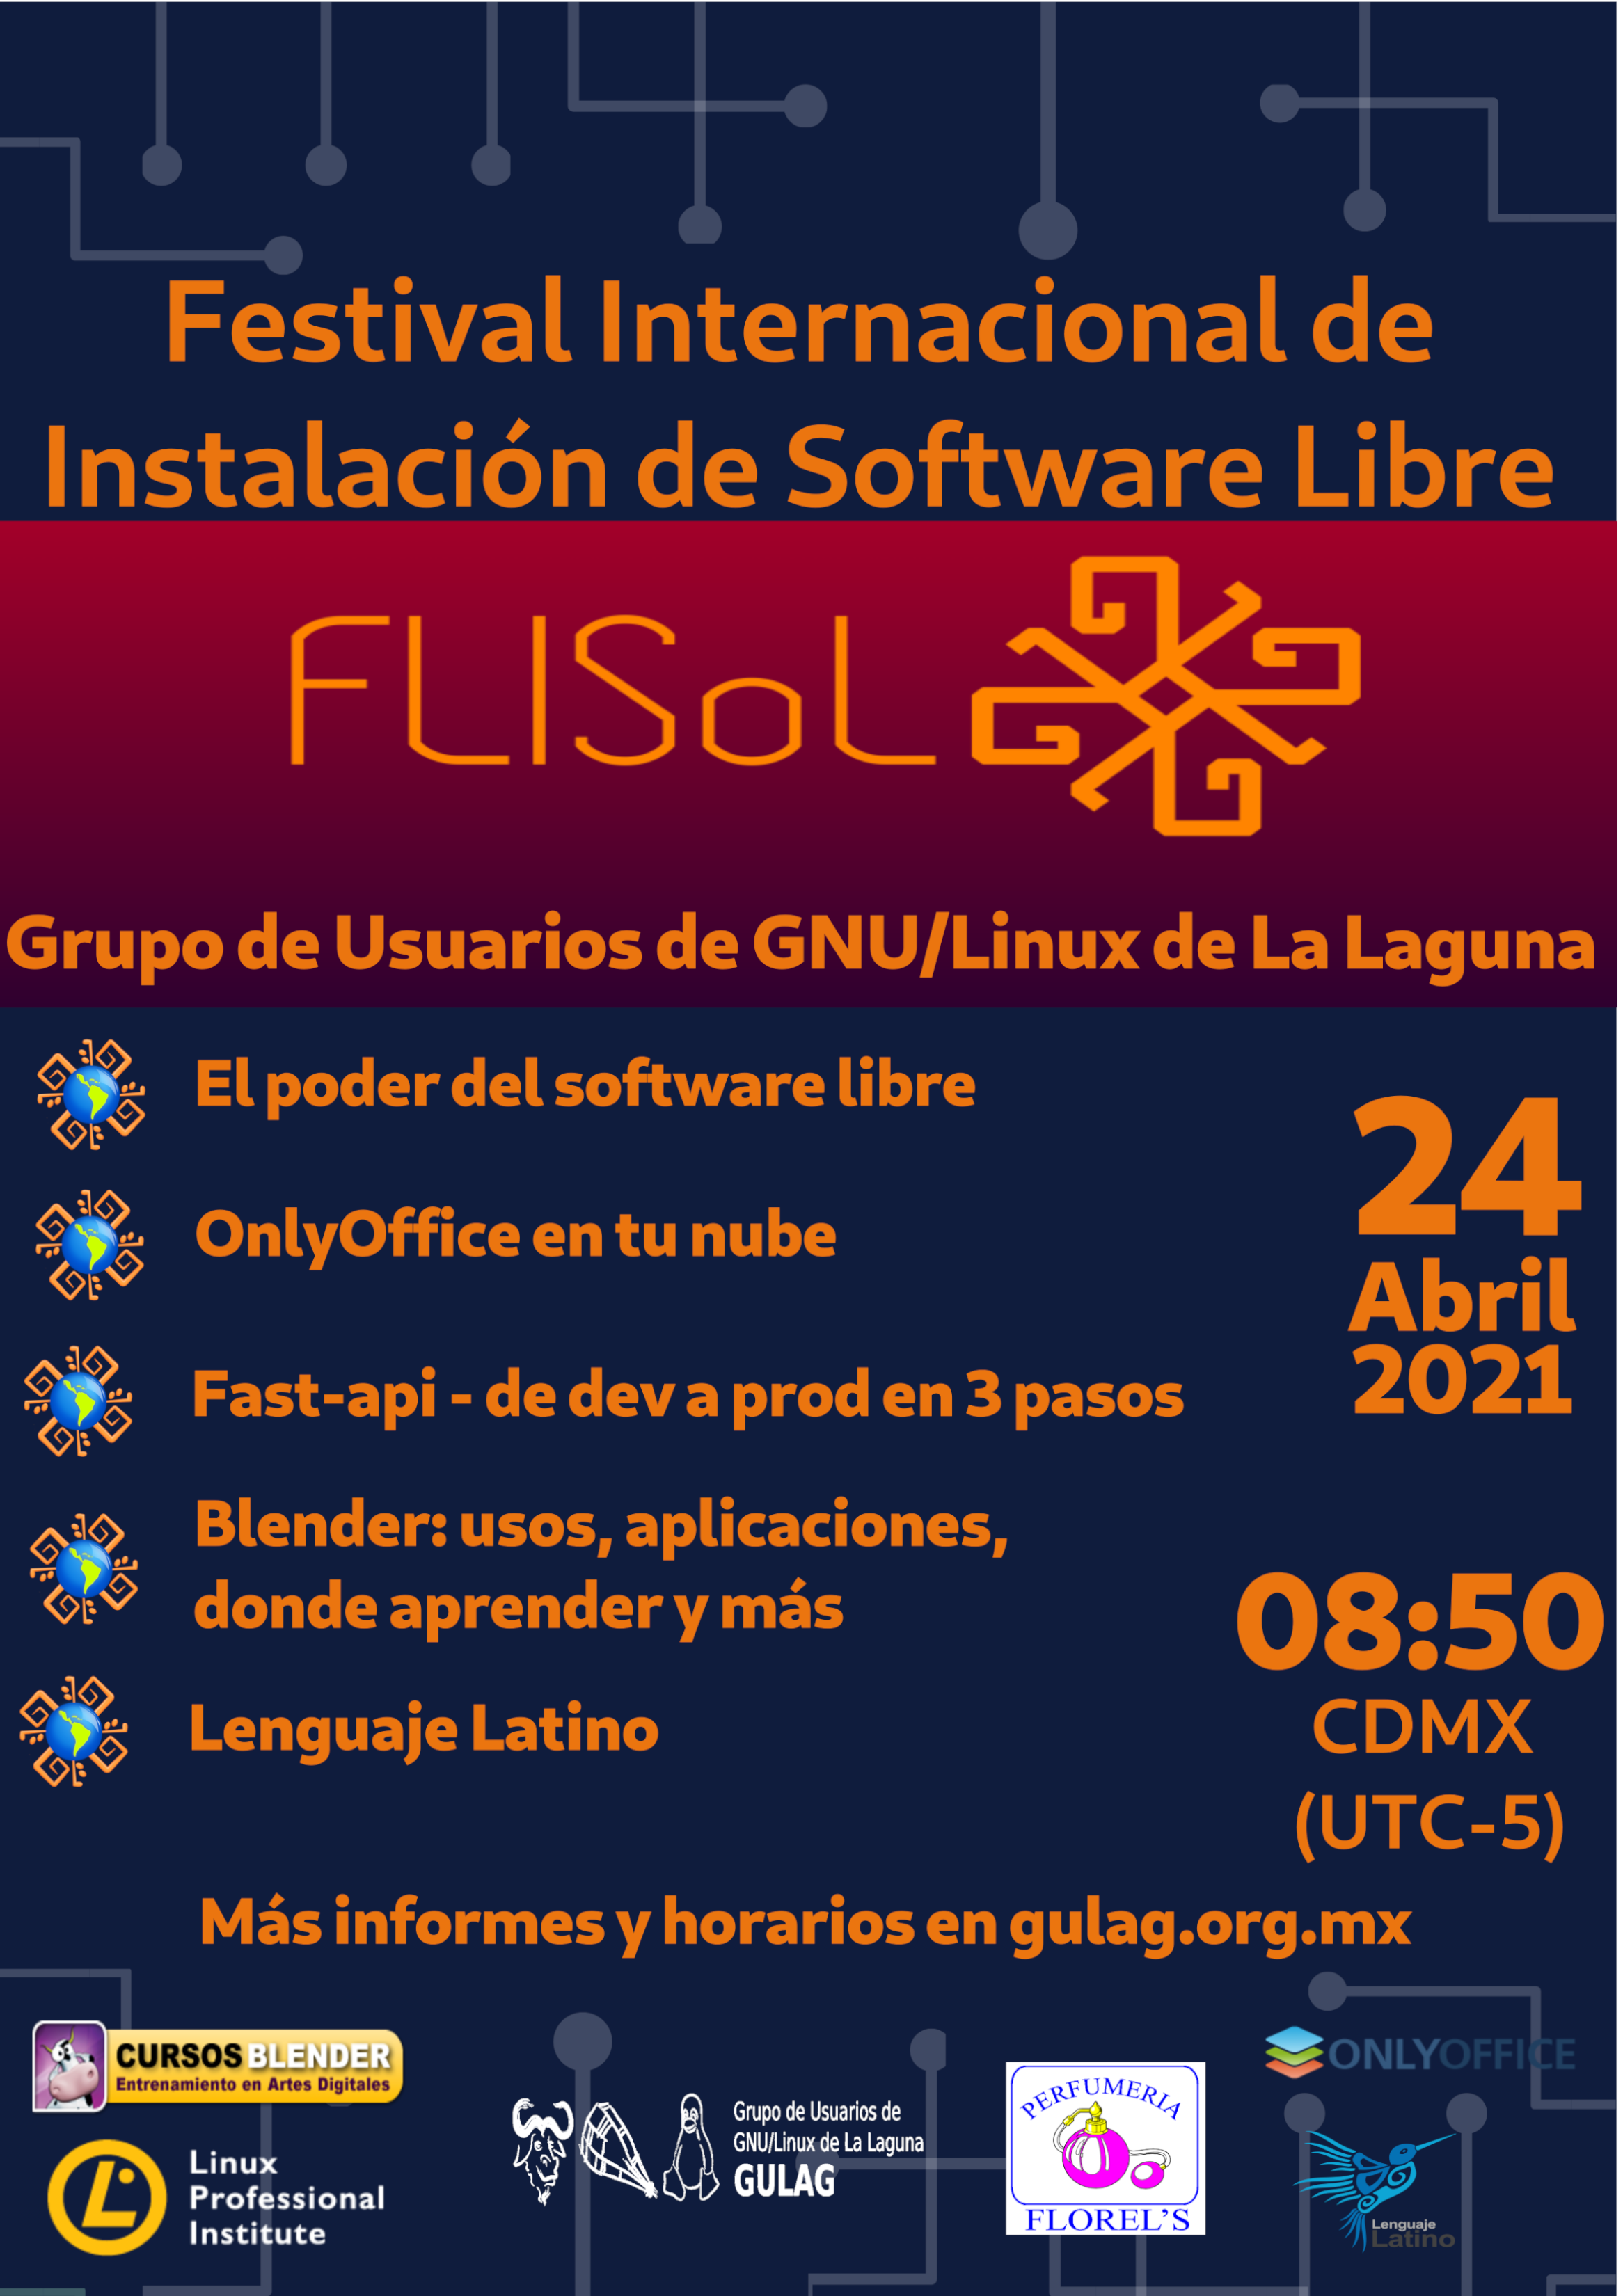 Festival Internacional de
Instalación de Software Libre
FLISoL
Grupo de Usuarios de GNU/Linux de La Laguna
El poder del software libre
OnlyOffice en tu nube
Fast-api - de dev a prod en 3 pasos
Blender: usos, aplicaciones,
donde aprender y más
Lenguaje Latino
24
Abril
2021
08:50
CDMX
(UTC-5)
Más informes y horarios en gulag.org.mx
CURSOS BLENDER
Entrenamiento en Artes Digitales
Linux
Professional
Institute
Grupo de Usuarios de
GNU/Linux de La Laguna
GULAG
PERFUMERIA
FLOREL'S
ONLYOFFICE
Lenguaje
Latino